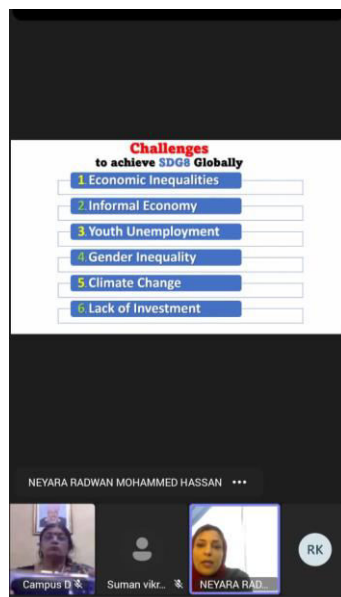 Challenges
to achieve SDG8 Globally
1.Economic Inequalities
2.Informal Economy
3.Youth Unemployment
4.Gender Inequality
5.Climate Change
6.Lack of Investment
NEYARA RADWAN MOHAMMED HASSAN •••
Campus D
Suman vikr...
NEYARA RAD...
RK